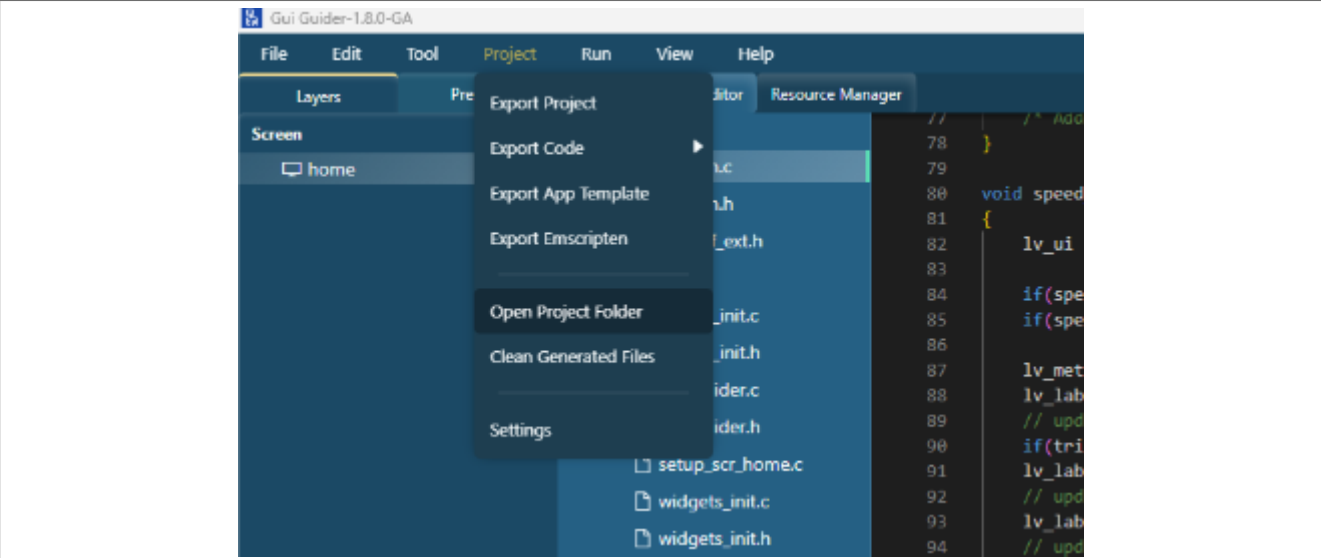 Gui Guider-1.8.0-GA
File Edit Tool Project Run View Help
Layers Pre ditor Resource Manager
Screen
home
Export Project
Export Code
Export App Template
Export Emscripten
Open Project Folder
Clean Generated Files
Settings
.c
.h
_ext.h
_init.c
_init.h
ider.c
ider.h
setup_scr_home.c
widgets_init.c
widgets_init.h
77 /* Add
78 }
79
80 void speed
81 {
82 lv_ui
83
84 if(spe
85 if(spe
86
87 lv_met
88 lv_lab
89 // upd
90 if(tri
91 lv_lab
92 // upd
93 lv_lab
94 // upd